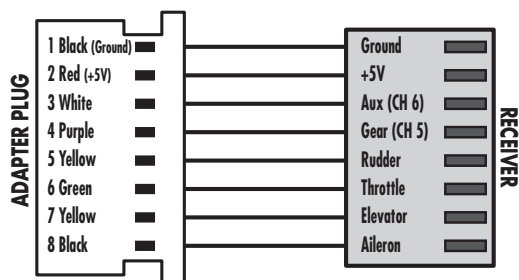 ADAPTER PLUG
1 Black (Ground)
2 Red (+5V)
3 White
4 Purple
5 Yellow
6 Green
7 Yellow
8 Black
Ground
+5V
Aux (CH 6)
Gear (CH 5)
Rudder
Throttle
Elevator
Aileron
RECEIVER